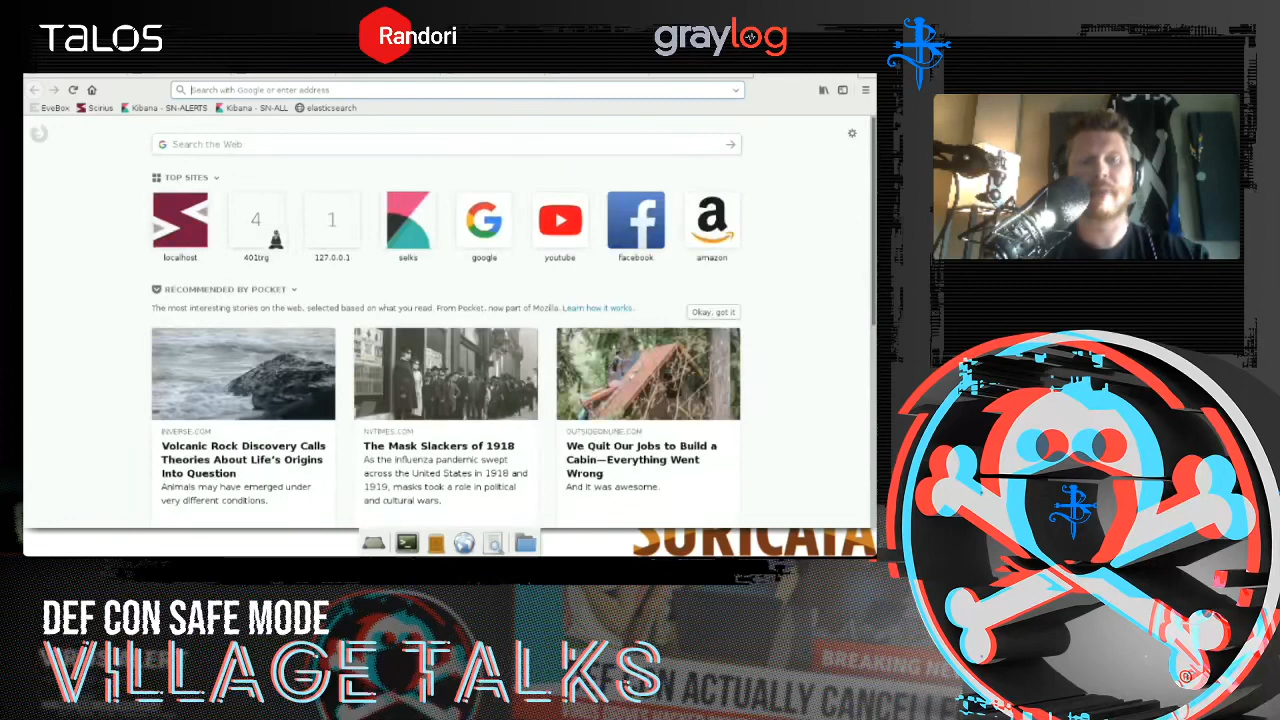 TALOS
Randori
graylog
Search with Google or enter address
EveBox
Scirius
Kibana - SN-ALERTS
Kibana - SN-ALL
elasticsearch
Search the Web
TOP SITES
4
1
localhost
401trg
127.0.0.1
selks
google
youtube
facebook
amazon
RECOMMENDED BY POCKET
The most interesting stories on the web, selected based on what you read. From Pocket, now part of Mozilla. Learn how it works.
Okay, got it
INVERSE.COM
Volcanic Rock Discovery Calls
Theories About Life's Origins
Into Question
Animals may have emerged under
very different conditions.
NYTIMES.COM
The Mask Slackers of 1918
As the influenza pandemic swept
across the United States in 1918 and
1919, masks took a role in political
and cultural wars.
OUTSIDEONLINE.COM
We Quit Our Jobs to Build a
Cabin—Everything Went
Wrong
And it was awesome.
SURICATA
DEF CON SAFE MODE
VILLAGE TALKS
BREAKING NE
CON ACTUALLY CANCELLE